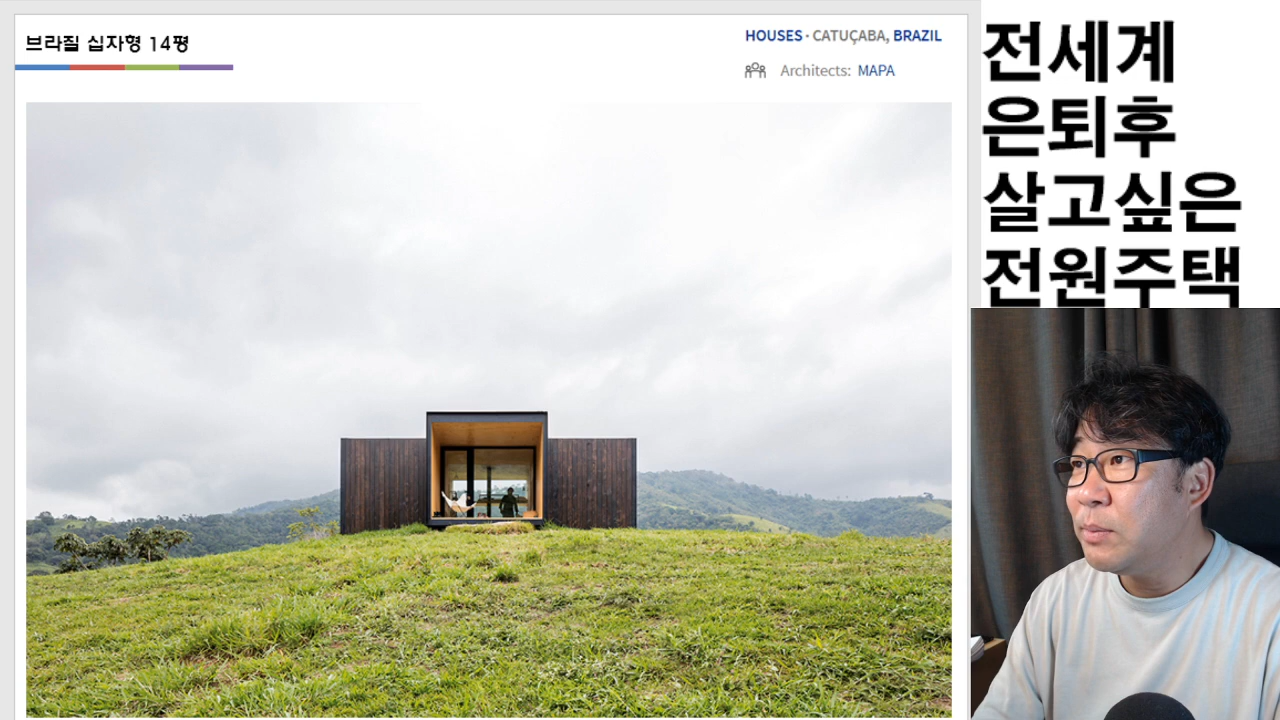 브라질 십자형 14평
HOUSES · CATUÇABA, BRAZIL
Architects: MAPA
전세계
은퇴후
살고싶은
전원주택